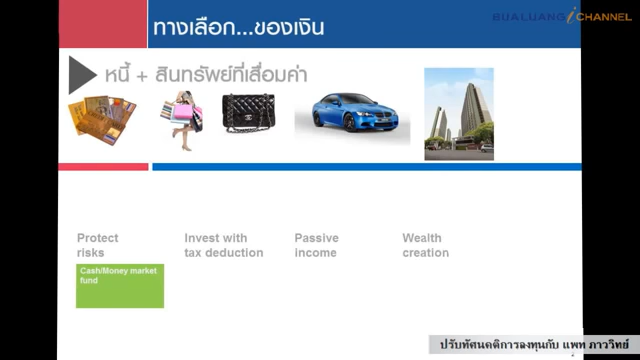 BUALUANG iCHANNEL
ทางเลือก...ของเงิน
หนี้ + สินทรัพย์ที่เสื่อมค่า
Protect risks
Invest with tax deduction
Passive income
Wealth creation
Cash/Money market fund
ปรับทัศนคติการลงทุนกับ แพท ภาววิทย์